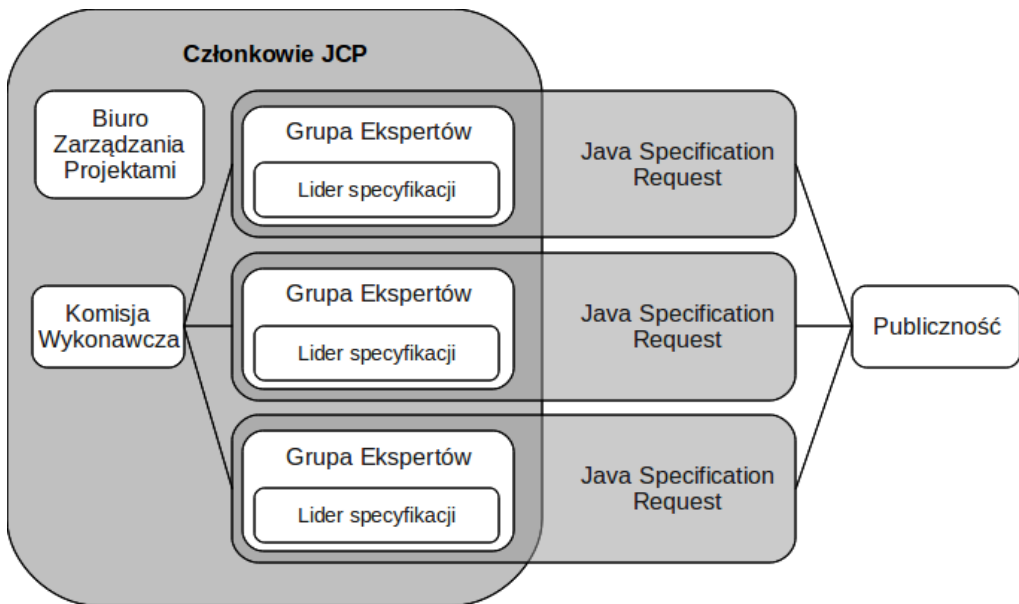 Członkowie JCP
Biuro
Zarządzania
Projektami
Grupa Ekspertów
Lider specyfikacji
Java Specification
Request
Komisja
Wykonawcza
Grupa Ekspertów
Lider specyfikacji
Java Specification
Request
Publiczność
Grupa Ekspertów
Lider specyfikacji
Java Specification
Request